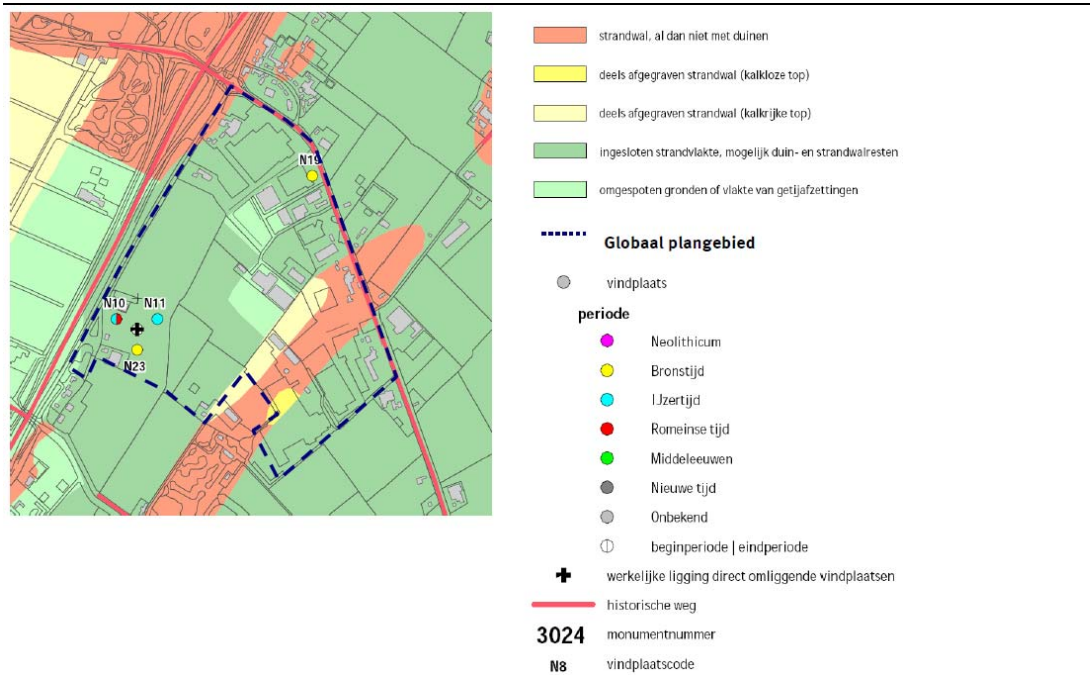 N19
N10 N11
N23
strandwal, al dan niet met duinen
deels afgegraven strandwal (kalkloze top)
deels afgegraven strandwal (kalkrijke top)
ingesloten strandvlakte, mogelijk duin- en strandwalresten
omgespoten gronden of vlakte van getijafzettingen
Globaal plangebied
vindplaats
periode
Neolithicum
Bronstijd
IJzertijd
Romeinse tijd
Middeleeuwen
Nieuwe tijd
Onbekend
beginperiode | eindperiode
werkelijke ligging direct omliggende vindplaatsen
historische weg
3024 monumentnummer
N8 vindplaatscode